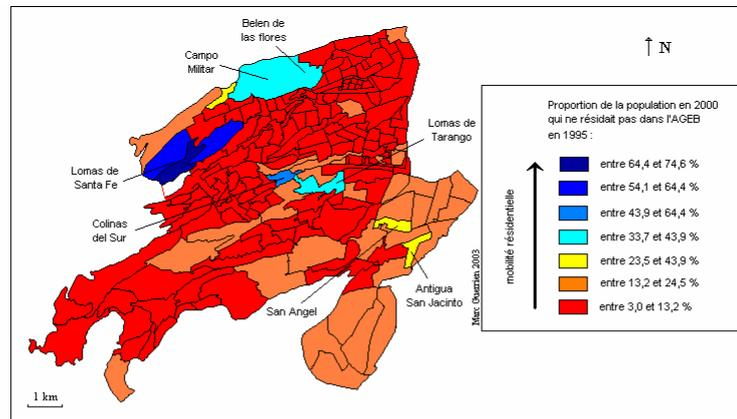 Belen de
las flores
Campo
Militar
N
Lomas de
Tarango
Lomas de
Santa Fe
Colinas
del Sur
San Angel
Antigua
San Jacinto
1 km
Marc Guerrien 2003
Proportion de la population en 2000
qui ne résidait pas dans l'AGEB
en 1995 :
mobilité résidentielle
entre 64,4 et 74,6 %
entre 54,1 et 64,4 %
entre 43,9 et 64,4 %
entre 33,7 et 43,9 %
entre 23,5 et 43,9 %
entre 13,2 et 24,5 %
entre 3,0 et 13,2 %